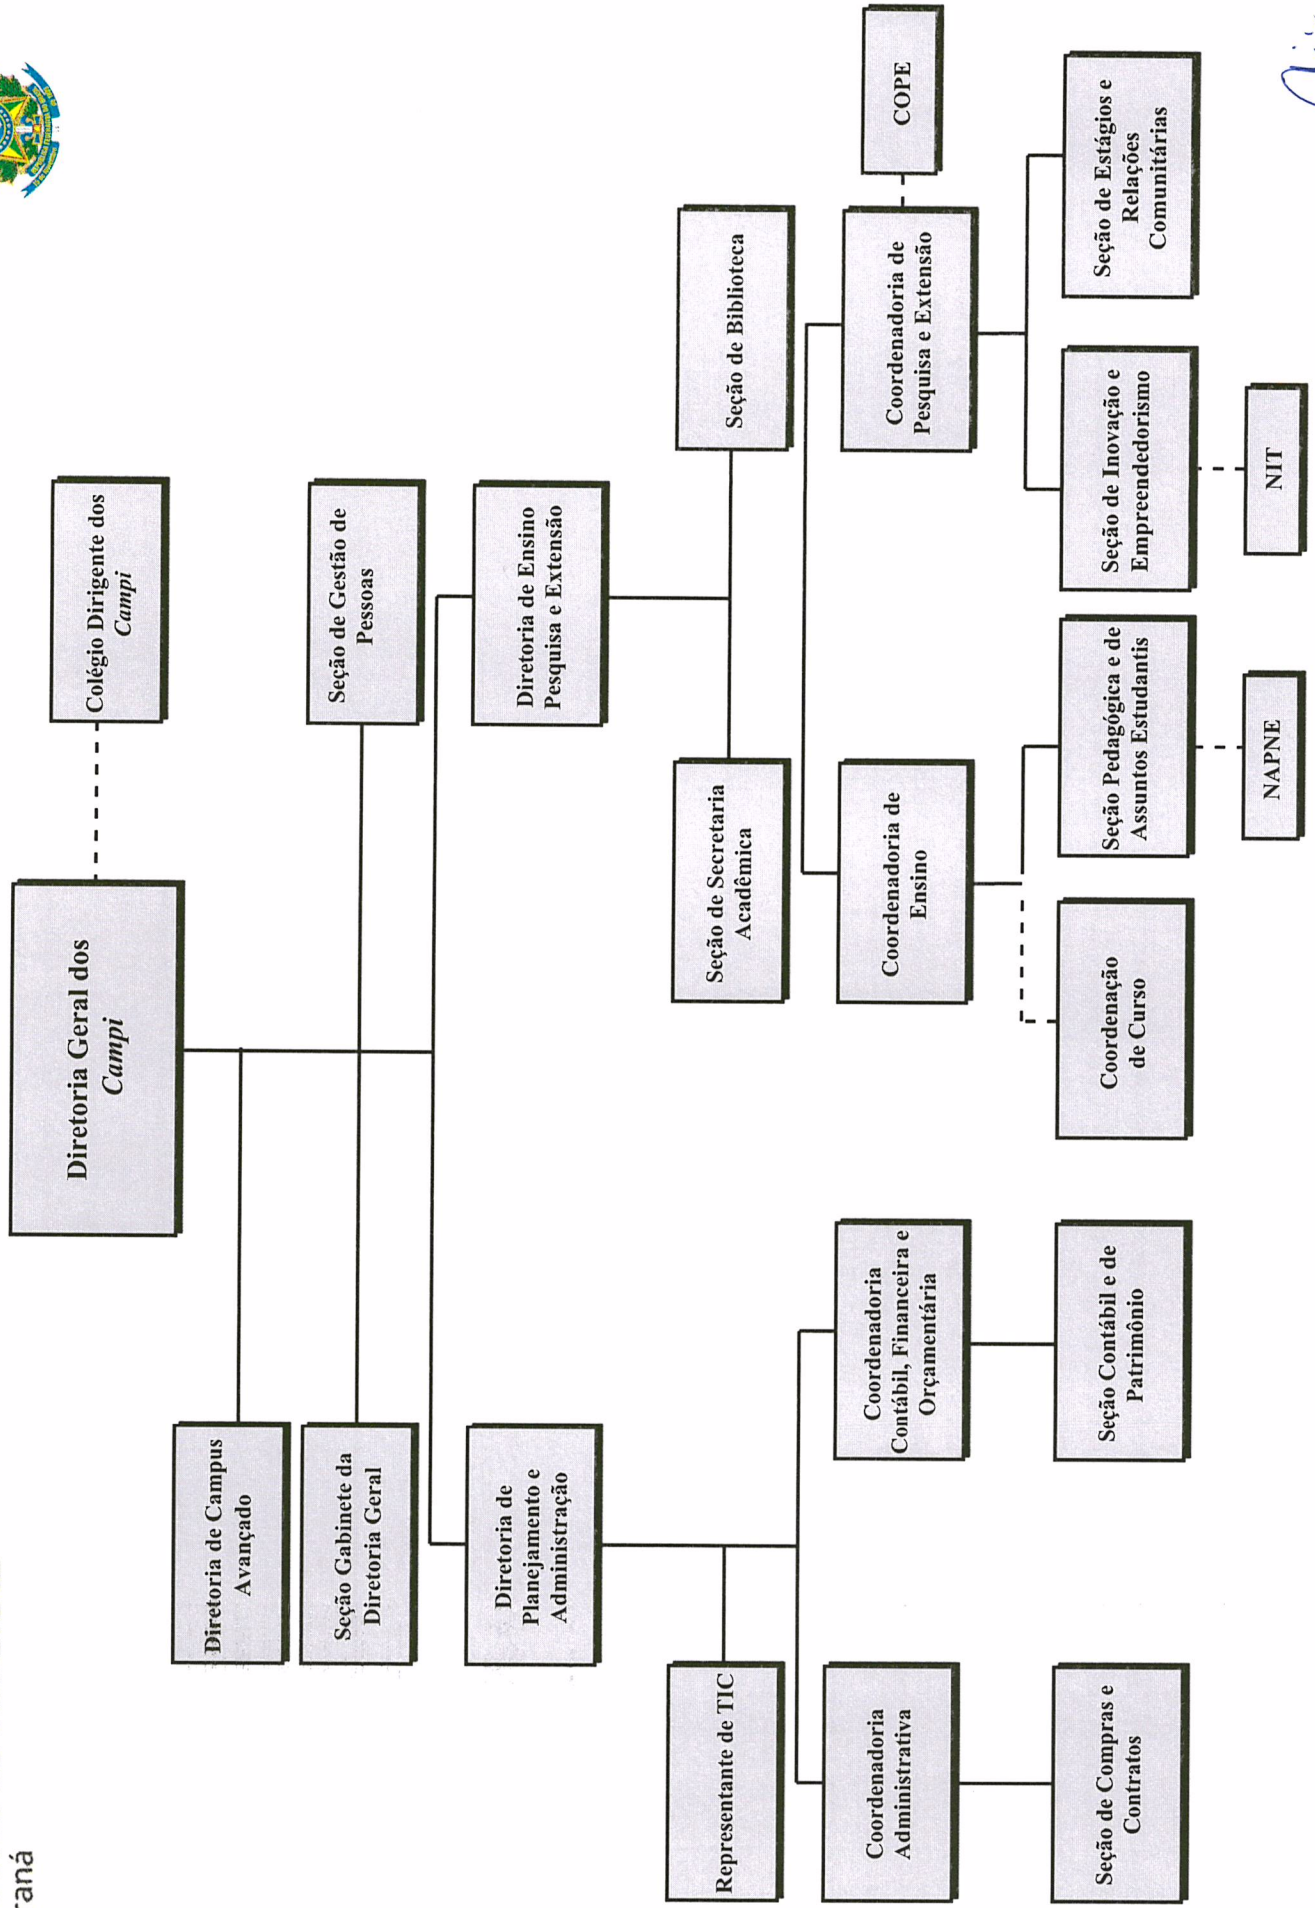 raná
Diretoria Geral dos
Campi
Colégio Dirigente dos
Campi
Diretoria de Campus
Avançado
Seção Gabinete da
Diretoria Geral
Seção de Gestão de
Pessoas
Diretoria de
Planejamento e
Administração
Diretoria de Ensino
Pesquisa e Extensão
Representante de TIC
Seção de Secretaria
Acadêmica
Seção de Biblioteca
Coordenadoria
Administrativa
Coordenadoria
Contábil, Financeira e
Orçamentária
Coordenadoria de
Ensino
Coordenadoria de
Pesquisa e Extensão
COPE
Seção de Compras e
Contratos
Seção Contábil e de
Patrimônio
Coordenação
de Curso
Seção Pedagógica e de
Assuntos Estudantis
Seção de Inovação e
Empreendedorismo
Seção de Estágios e
Relações
Comunitárias
NAPNE
NIT